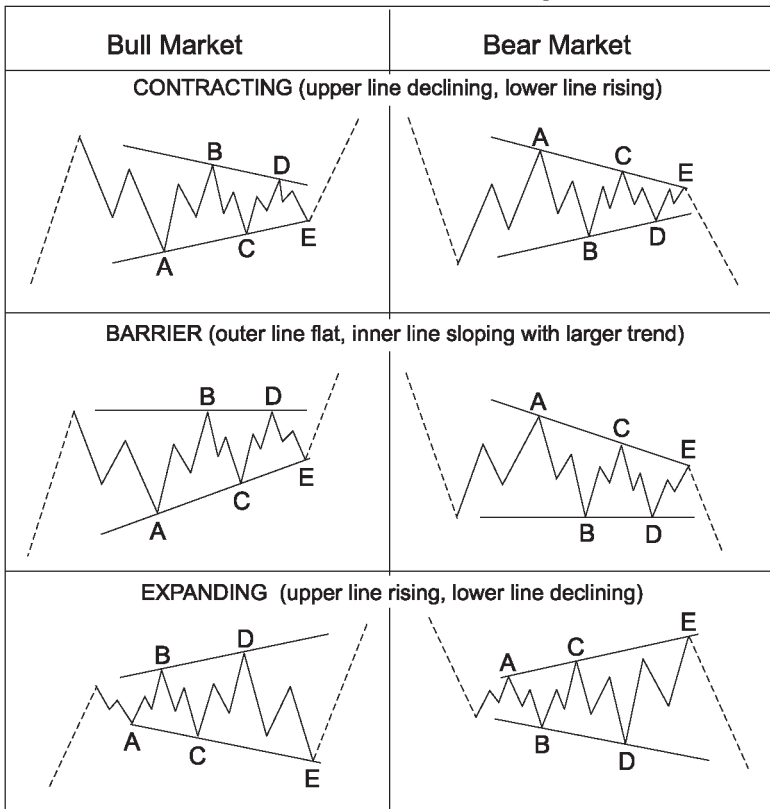 Bull Market
Bear Market
CONTRACTING (upper line declining, lower line rising)
B
D
A
C
E
A
C
E
B
D
BARRIER (outer line flat, inner line sloping with larger trend)
B
D
A
C
E
A
C
E
B
D
EXPANDING (upper line rising, lower line declining)
B
D
A
C
E
A
C
E
B
D